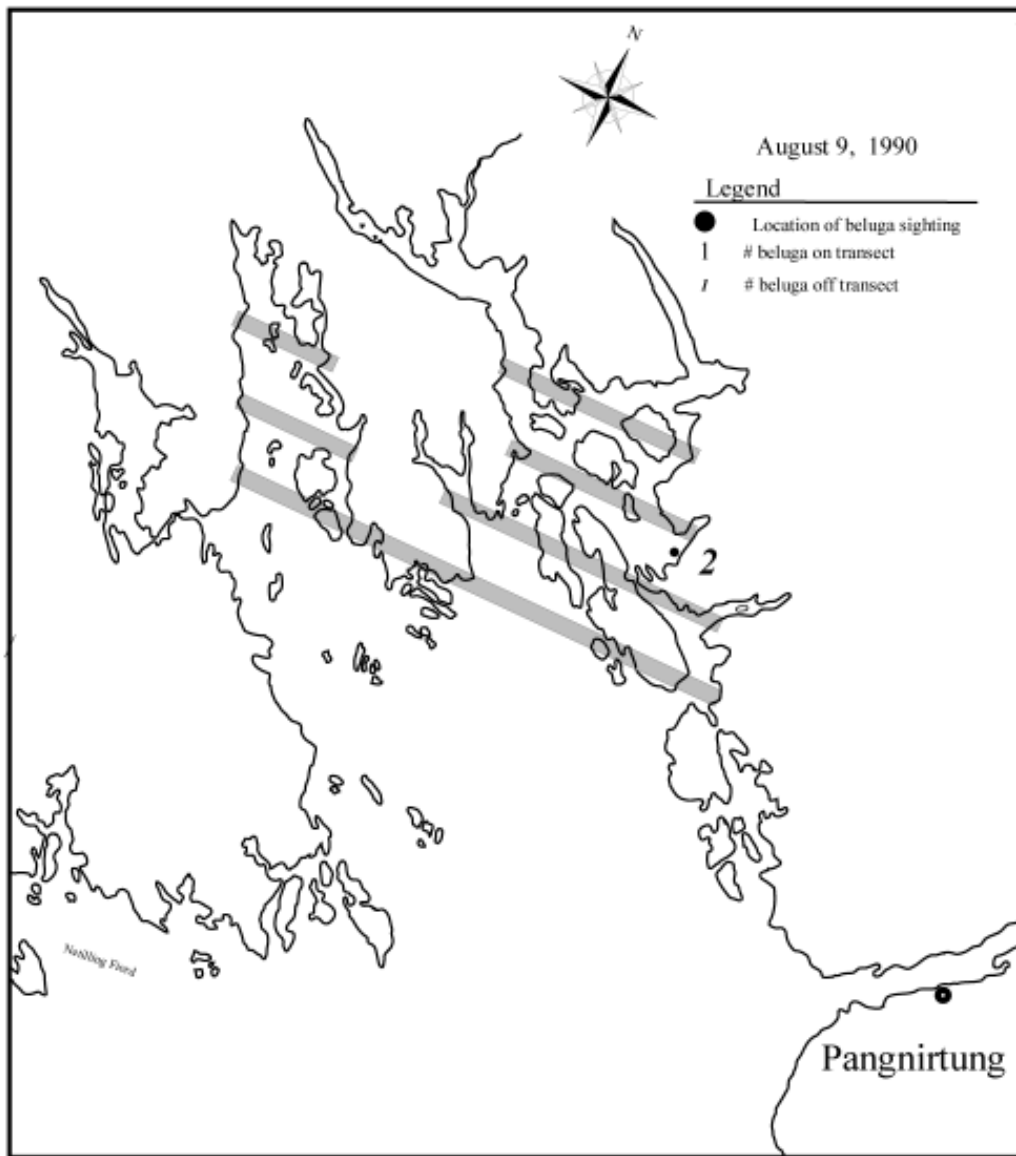 N
August 9, 1990
Legend
Location of beluga sighting
1 # beluga on transect
1 # beluga off transect
2
Nettling Fiord
Pangnirtung